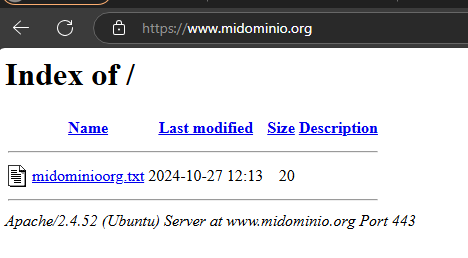 https://www.midominio.org
Index of /
Name Last modified Size Description
midominioorg.txt 2024-10-27 12:13 20
Apache/2.4.52 (Ubuntu) Server at www.midominio.org Port 443